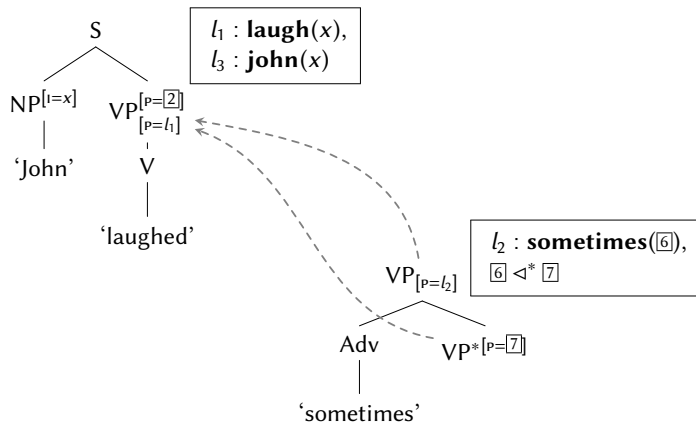 S
l₁ : laugh(x),
l₃ : john(x)
NP[I=x]
VP[P=2][P=l₁]
'John'
V
'laughed'
l₂ : sometimes(6),
6 ◁* 7
VP[P=l₂]
Adv
VP*[P=7]
'sometimes'